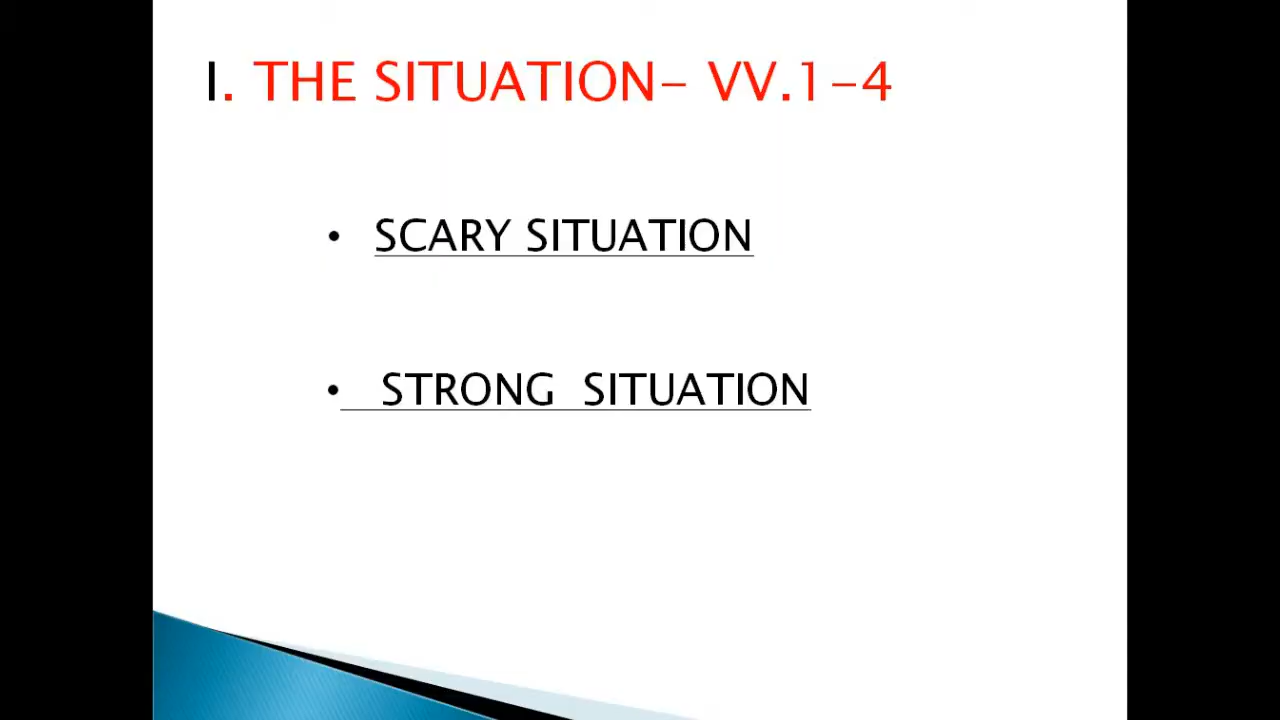 I. THE SITUATION- VV.1-4
• SCARY SITUATION
• STRONG SITUATION